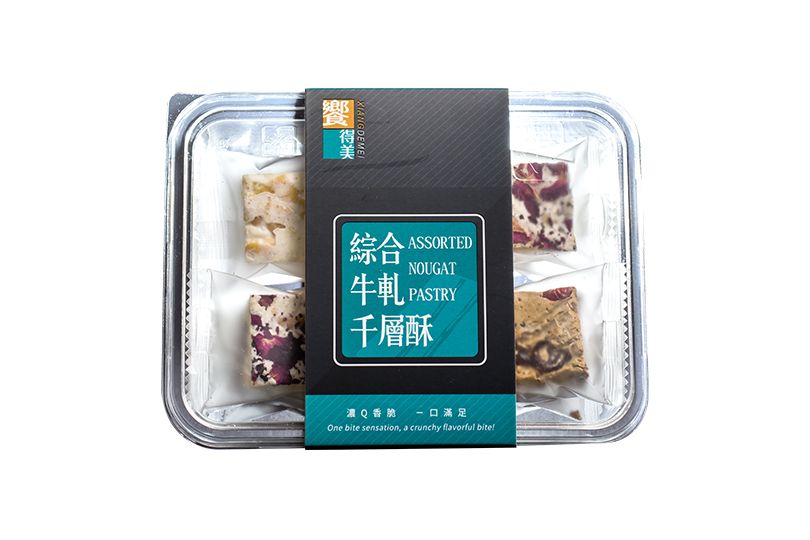 饗
得美
XIANGDEMEI
綜合 ASSORTED
NOUGAT
牛軋 PASTRY
千層酥
濃Q香脆 一口滿足
One bite sensation, a crunchy flavorful bite!